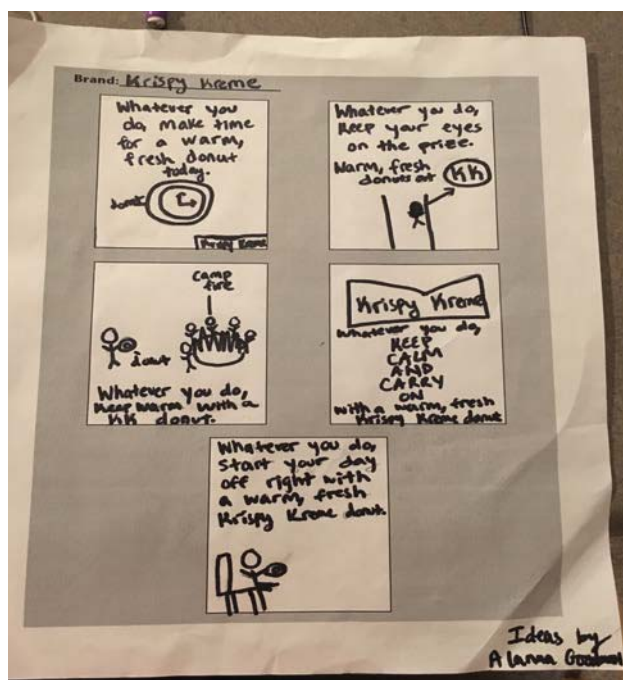 Brand: Krispy Kreme
Whatever you
do, make time
for a warm,
fresh donut
today.
donut
Krispy Kreme
Whatever you do,
keep your eyes
on the prize.
Warm, fresh
donuts at
KK
camp
fire
donut
Whatever you do,
keep warm with a
KK donut.
Krispy Kreme
Whatever you do,
KEEP
CALM
AND
CARRY
ON
with a warm, fresh
Krispy Kreme donut
Whatever you do,
start your day
off right with
a warm, fresh
Krispy Kreme donut.
Ideas by
Alanna